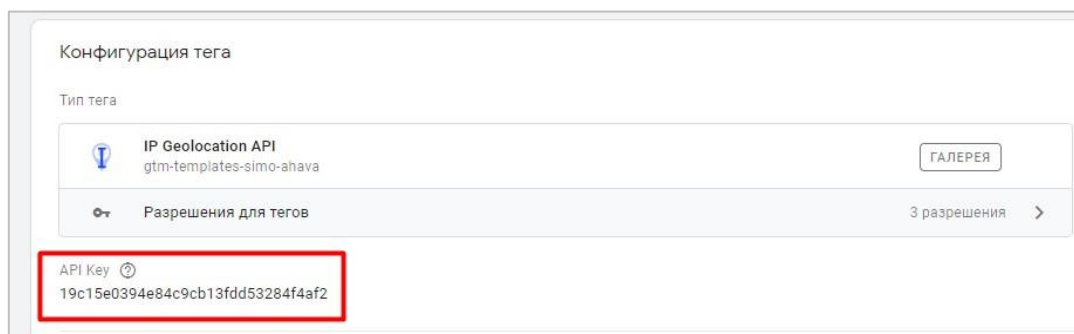 Конфигурация тега
Тип тега
IP Geolocation API
gtm-templates-simo-ahava
ГАЛЕРЕЯ
Разрешения для тегов
3 разрешения
API Key
19c15e0394e84c9cb13fdd53284f4af2